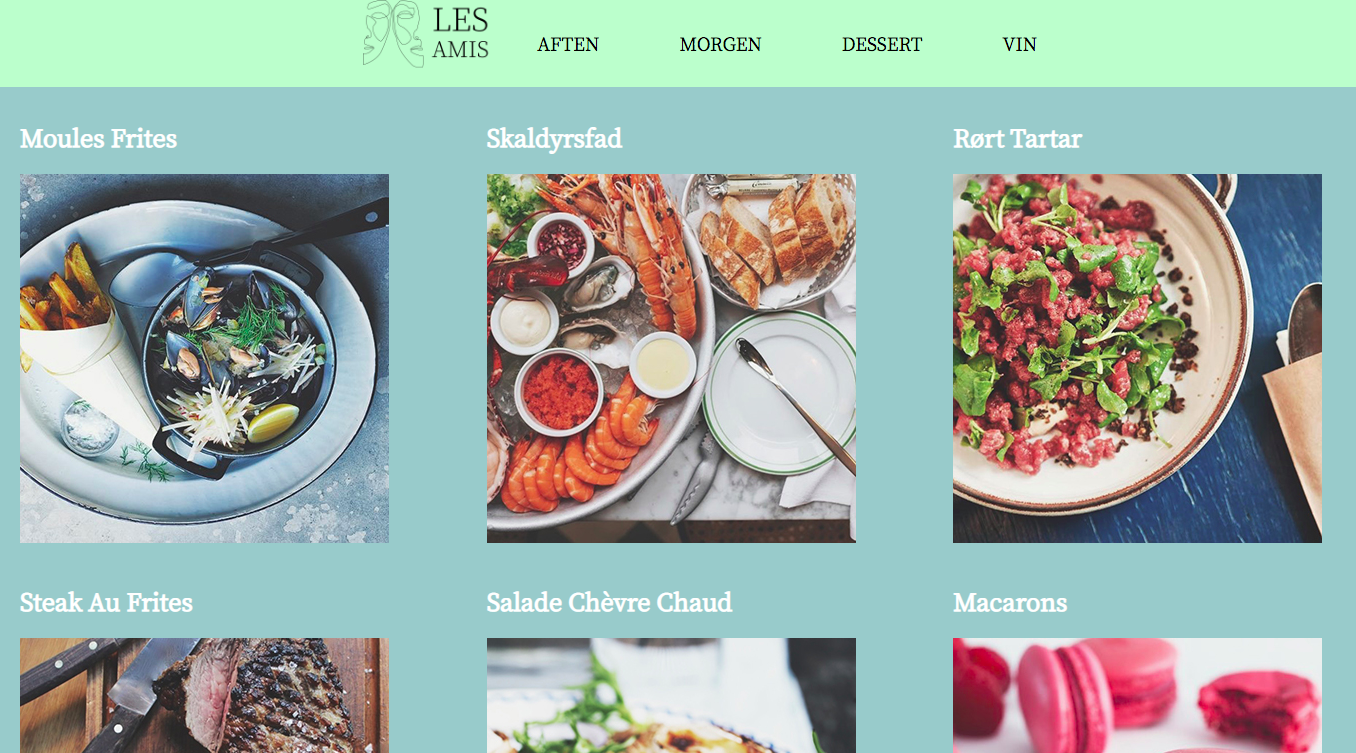 LES
AMIS
AFTEN MORGEN DESSERT VIN
Moules Frites Skaldyrsfad Rørt Tartar
Steak Au Frites Salade Chèvre Chaud Macarons